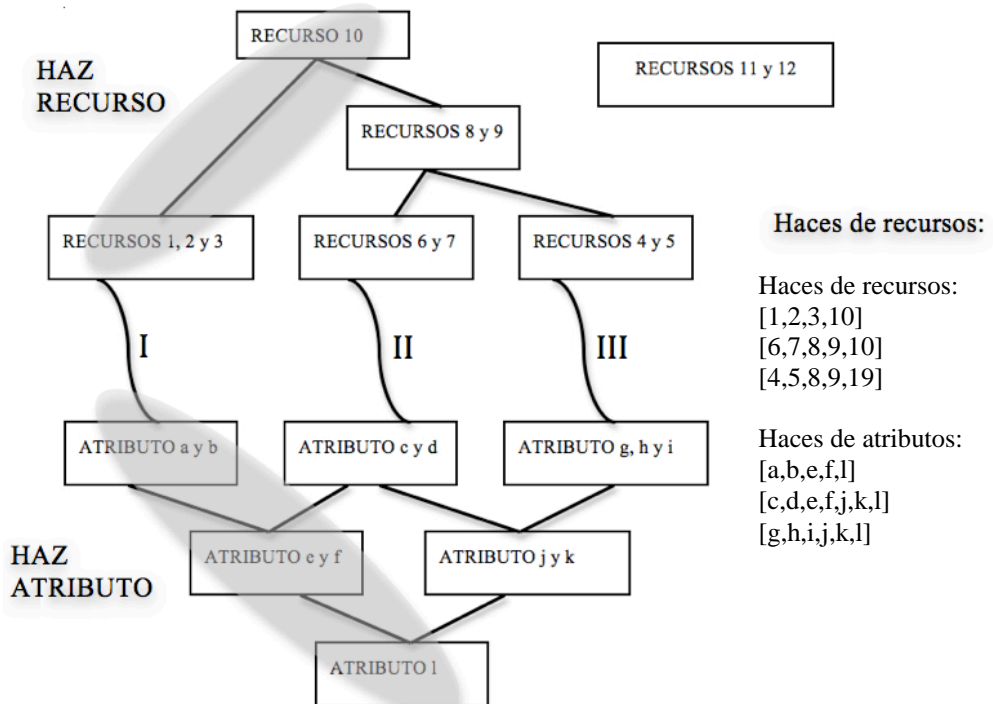 RECURSO 10
HAZ
RECURSO
RECURSOS 11 y 12
RECURSOS 8 y 9
RECURSOS 1, 2 y 3
RECURSOS 6 y 7
RECURSOS 4 y 5
I
II
III
ATRIBUTO a y b
ATRIBUTO c y d
ATRIBUTO g, h y i
HAZ
ATRIBUTO
ATRIBUTO e y f
ATRIBUTO j y k
ATRIBUTO l
Haces de recursos:
Haces de recursos:
[1,2,3,10]
[6,7,8,9,10]
[4,5,8,9,19]
Haces de atributos:
[a,b,e,f,l]
[c,d,e,f,j,k,l]
[g,h,i,j,k,l]